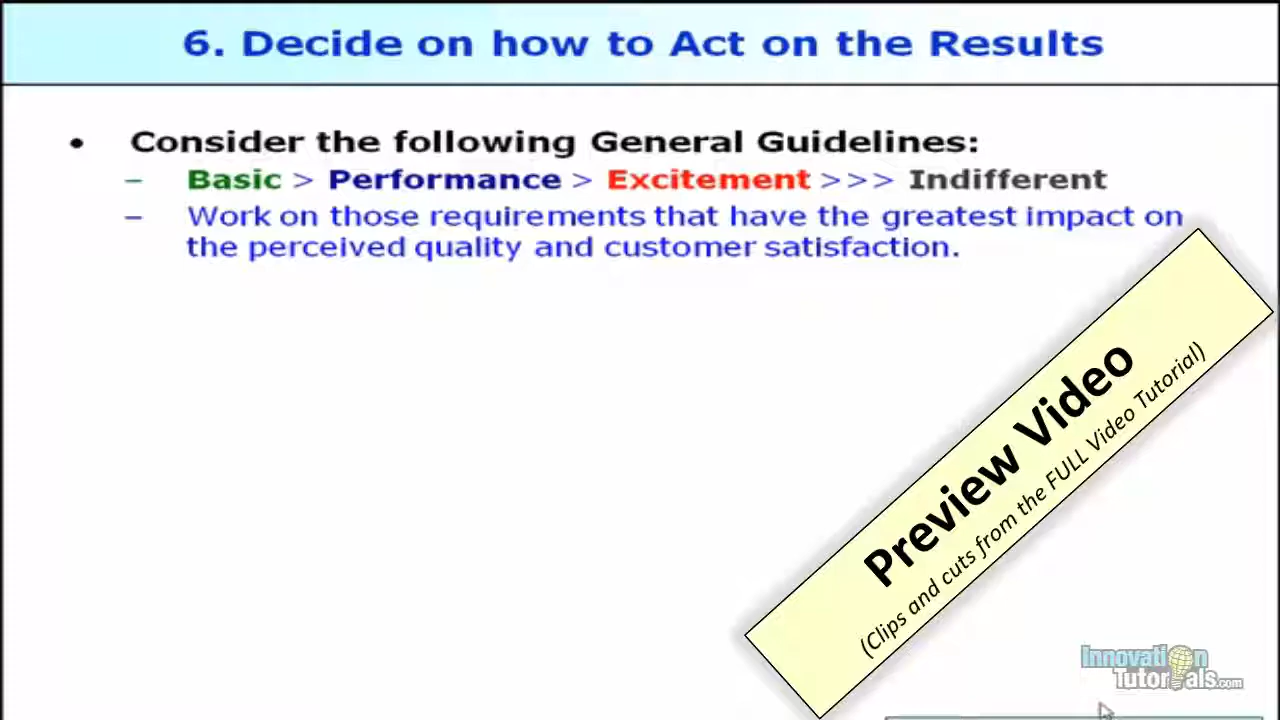 6. Decide on how to Act on the Results
• Consider the following General Guidelines:
– Basic > Performance > Excitement >>> Indifferent
– Work on those requirements that have the greatest impact on
the perceived quality and customer satisfaction.
Preview Video
(Clips and cuts from the FULL Video Tutorial)
Innovation
Tutorials.com